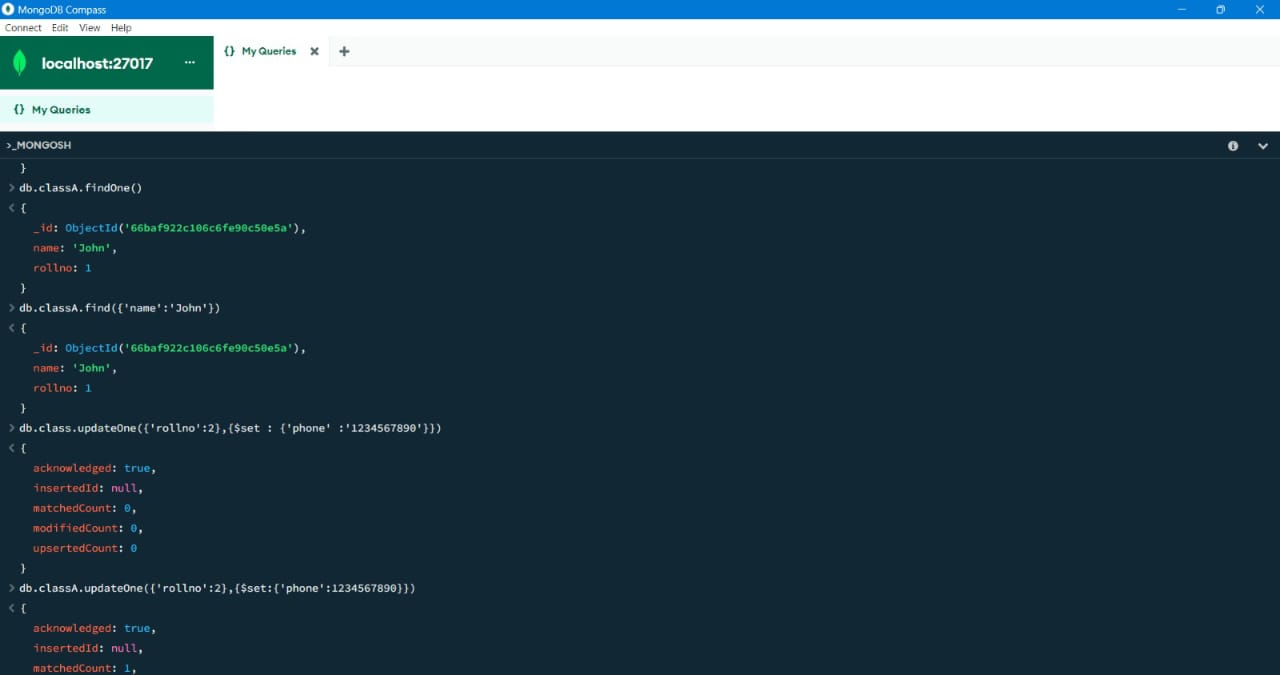 MongoDB Compass
Connect Edit View Help
localhost:27017 ...
{} My Queries
{} My Queries
>_MONGOSH
}
> db.classA.findOne()
< {
_id: ObjectId('66baf922c106c6fe90c50e5a'),
name: 'John',
rollno: 1
}
> db.classA.find({'name':'John'})
< {
_id: ObjectId('66baf922c106c6fe90c50e5a'),
name: 'John',
rollno: 1
}
> db.class.updateOne({'rollno':2},{$set : {'phone' :'1234567890'}})
< {
acknowledged: true,
insertedId: null,
matchedCount: 0,
modifiedCount: 0,
upsertedCount: 0
}
> db.classA.updateOne({'rollno':2},{$set:{'phone':1234567890}})
< {
acknowledged: true,
insertedId: null,
matchedCount: 1,